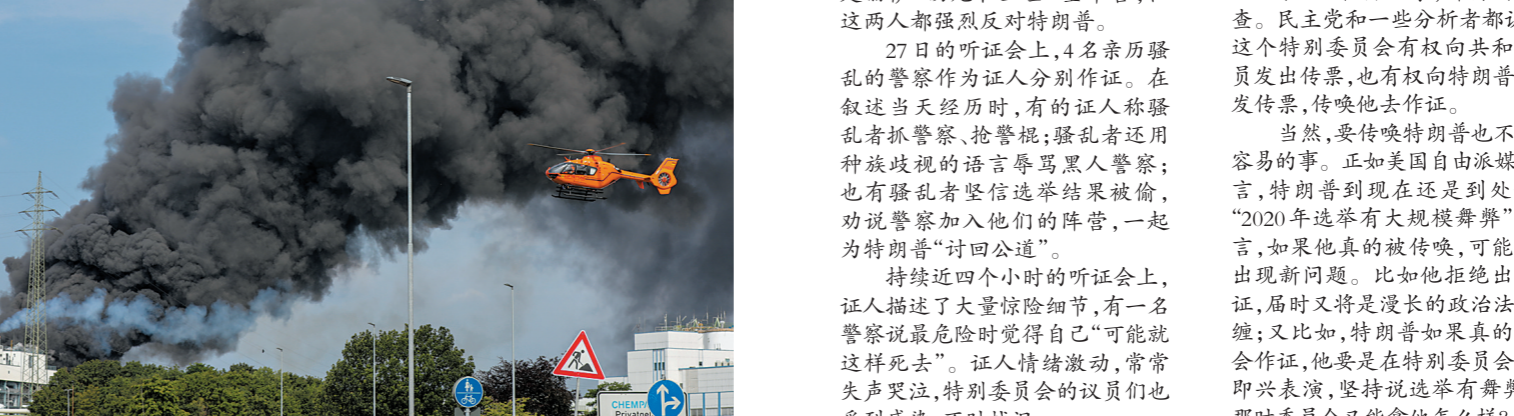 CHEMPA
Privatgel
这两人都强烈反对特朗普。
27日的听证会上,4名亲历骚
乱的警察作为证人分别作证。在
叙述当天经历时,有的证人称骚
乱者抓警察、抢警棍;骚乱者还用
种族歧视的语言辱骂黑人警察;
也有骚乱者坚信选举结果被偷,
劝说警察加入他们的阵营,一起
为特朗普“讨回公道”。
持续近四个小时的听证会上,
证人描述了大量惊险细节,有一名
警察说最危险时觉得自己“可能就
这样死去”。证人情绪激动,常常
失声哭泣,特别委员会的议员们也
查。民主党和一些分析者都认
这个特别委员会有权向共和
员发出传票,也有权向特朗普
发传票,传唤他去作证。
当然,要传唤特朗普也不
容易的事。正如美国自由派媒
言,特朗普到现在还是到处
“2020年选举有大规模舞弊”
言,如果他真的被传唤,可能
出现新问题。比如他拒绝出
证,届时又将是漫长的政治法
缠;又比如,特朗普如果真的
会作证,他要是在特别委员会
即兴表演,坚持说选举有舞弊